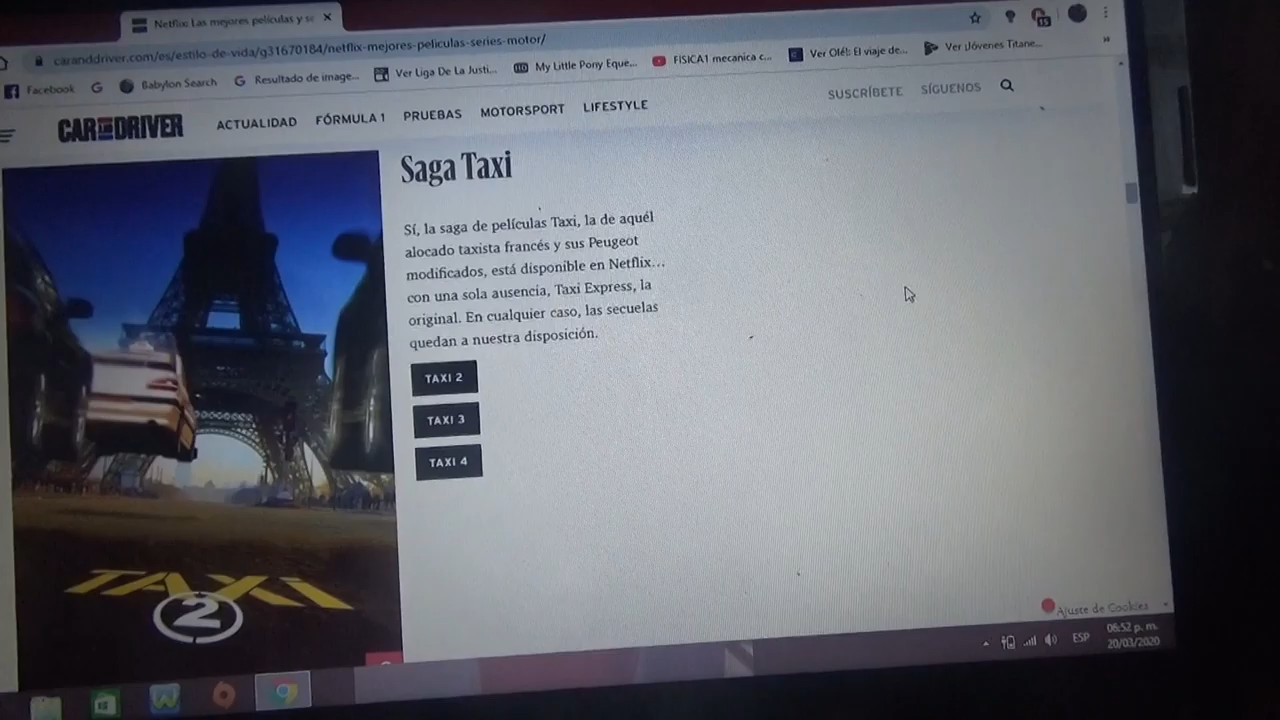 Netflix: Las mejores películas y se
caranddriver.com/es/estilo-de-vida/g31670184/netflix-mejores-peliculas-series-motor/
Facebook
Babylon Search
Resultado de image...
Ver Liga De La Justi...
My Little Pony Eque...
FÍSICA1 mecanica c...
Ver Olé!: El viaje de...
Ver ¡Jóvenes Titane...
CAR AND DRIVER
ACTUALIDAD
FÓRMULA 1
PRUEBAS
MOTORSPORT
LIFESTYLE
SUSCRÍBETE
SÍGUENOS
Saga Taxi
Sí, la saga de películas Taxi, la de aquél
alocado taxista francés y sus Peugeot
modificados, está disponible en Netflix...
con una sola ausencia, Taxi Express, la
original. En cualquier caso, las secuelas
quedan a nuestra disposición.
TAXI 2
TAXI 3
TAXI 4
TAXI
2
Ajuste de Cookies
ESP
06:52 p. m.
20/03/2020